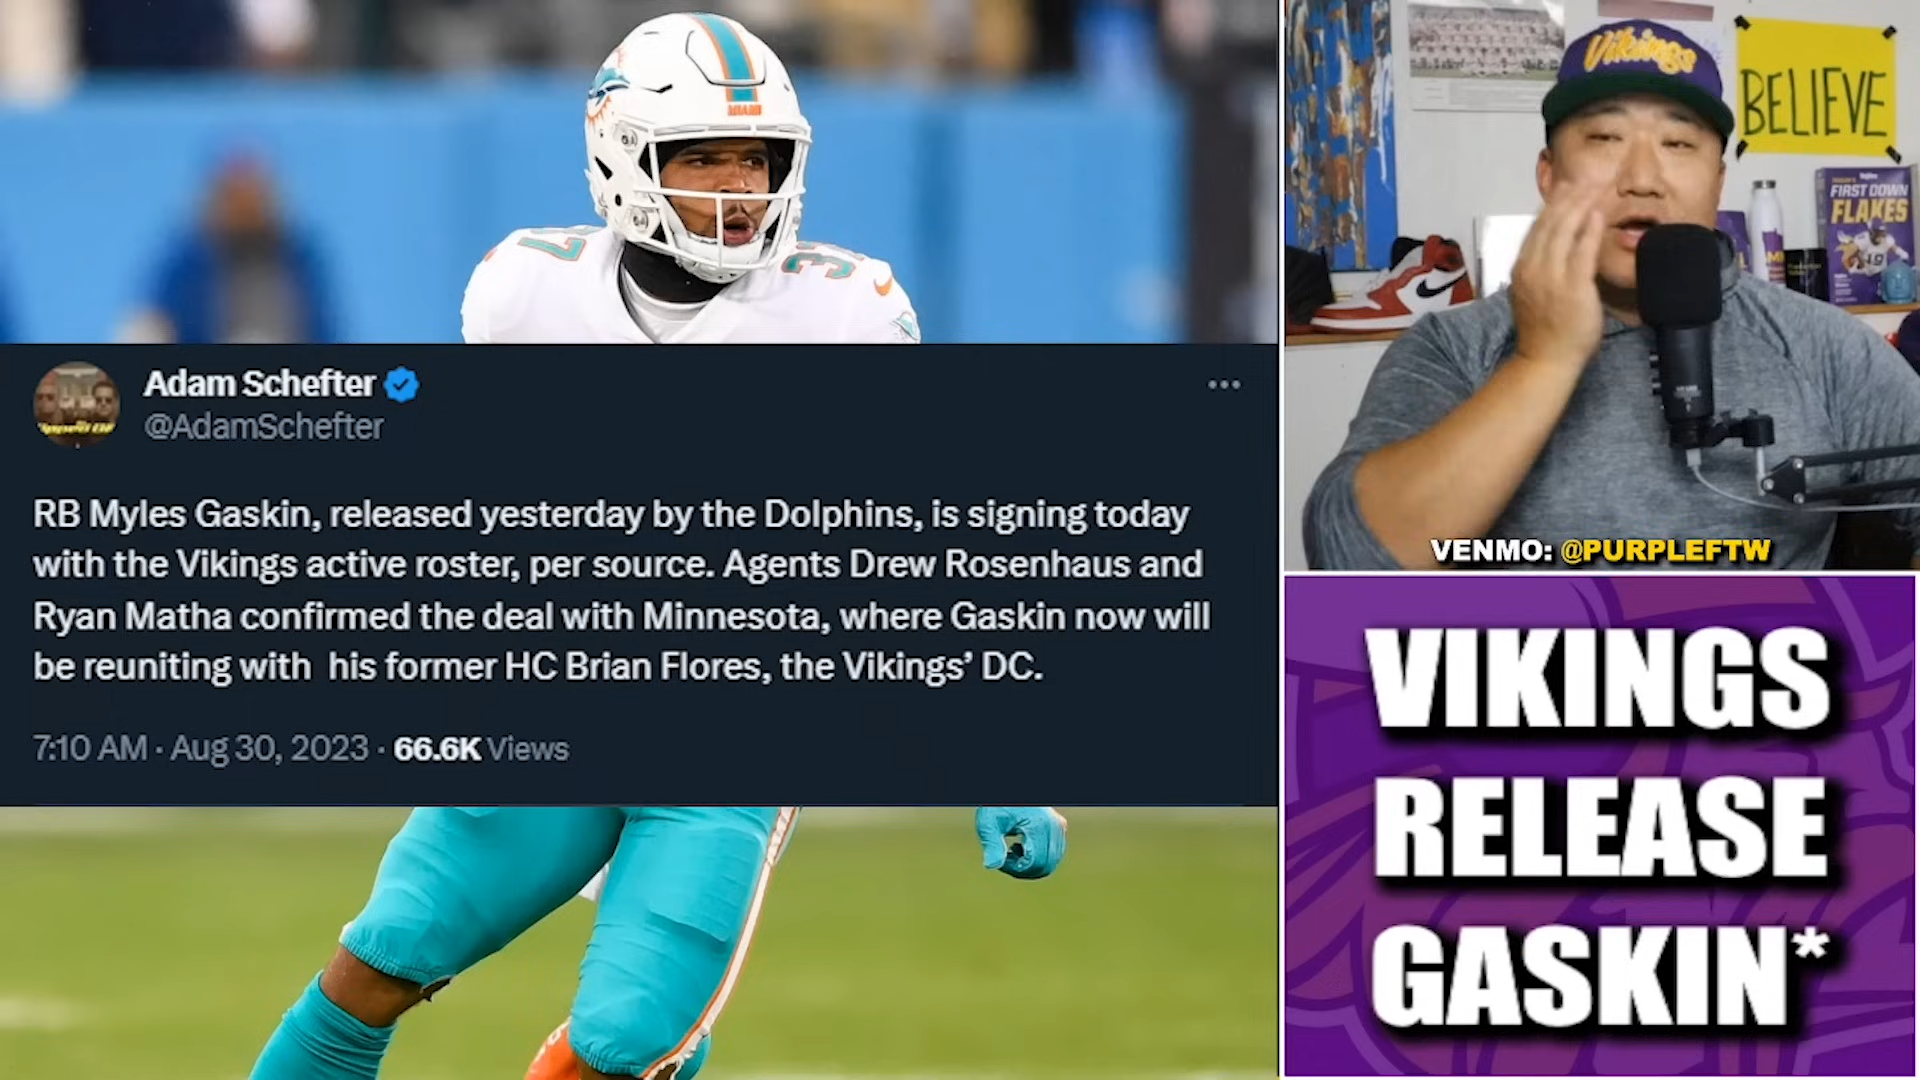 MIAMI
37
37
Adam Schefter
@AdamSchefter
RB Myles Gaskin, released yesterday by the Dolphins, is signing today
with the Vikings active roster, per source. Agents Drew Rosenhaus and
Ryan Matha confirmed the deal with Minnesota, where Gaskin now will
be reuniting with his former HC Brian Flores, the Vikings’ DC.
7:10 AM · Aug 30, 2023 · 66.6K Views
Vikings
BELIEVE
FIRST DOWN
FLAKES
VENMO: @PURPLEFTW
VIKINGS
RELEASE
GASKIN*